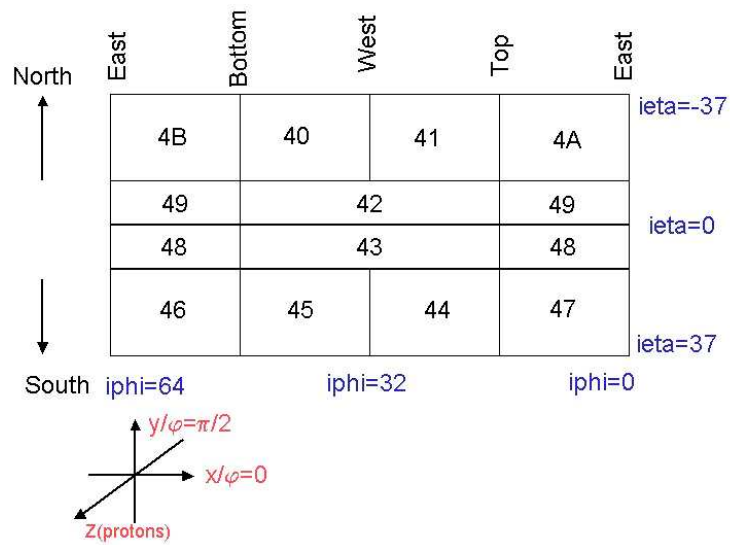 East Bottom West Top East
North
ieta=-37
4B 40 41 4A
49 42 49
ieta=0
48 43 48
46 45 44 47
ieta=37
South iphi=64 iphi=32 iphi=0
y/φ=π/2
x/φ=0
Z(protons)